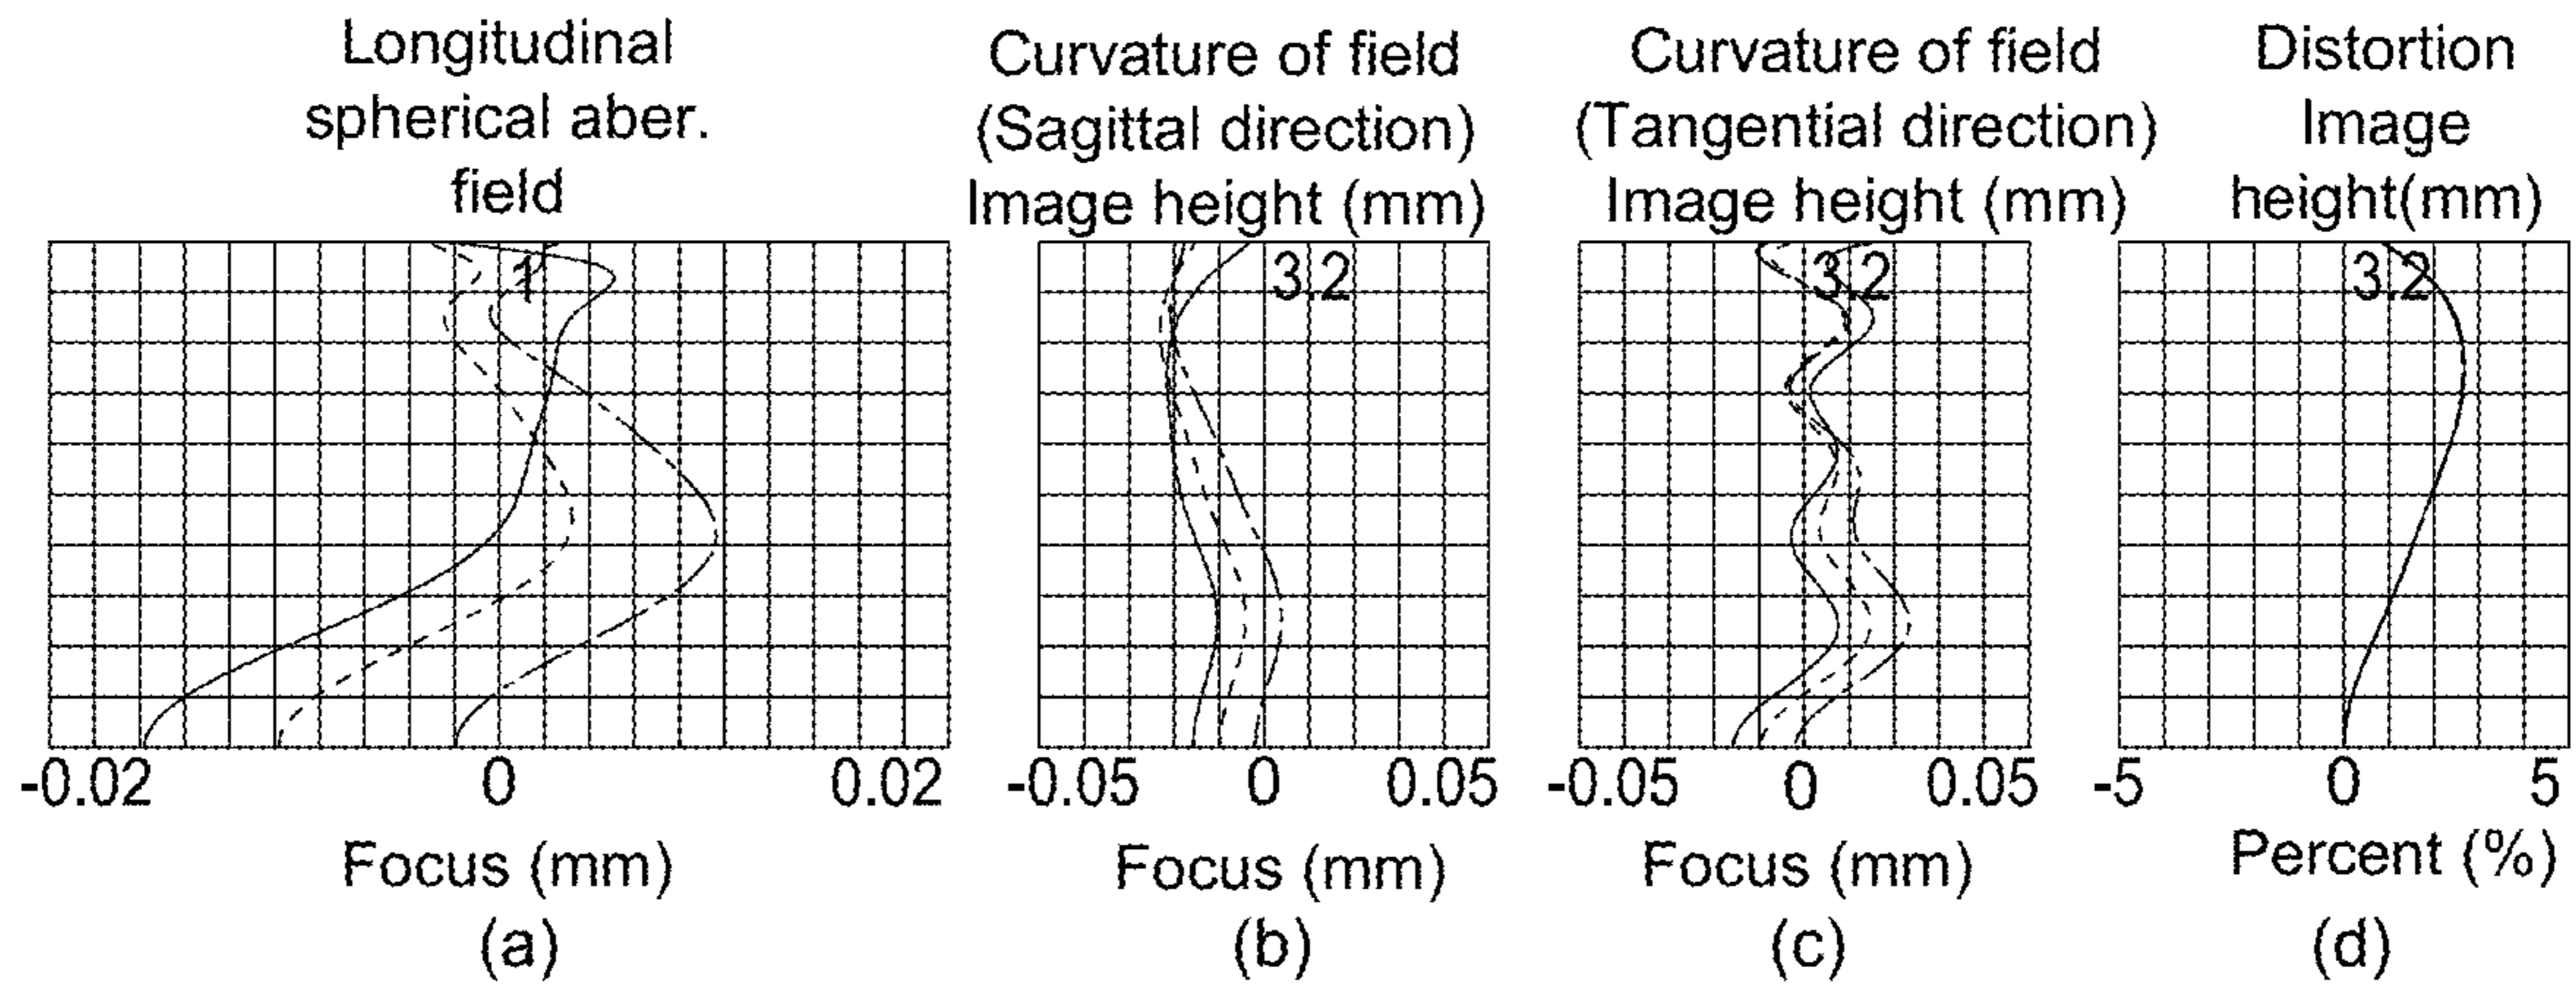 Longitudinal
spherical aber.
field
1
-0.02 0 0.02
Focus (mm)
(a)
Curvature of field
(Sagittal direction)
Image height (mm)
3.2
-0.05 0 0.05
Focus (mm)
(b)
Curvature of field
(Tangential direction)
Image height (mm)
3.2
-0.05 0 0.05
Focus (mm)
(c)
Distortion
Image
height(mm)
3.2
-5 0 5
Percent (%)
(d)